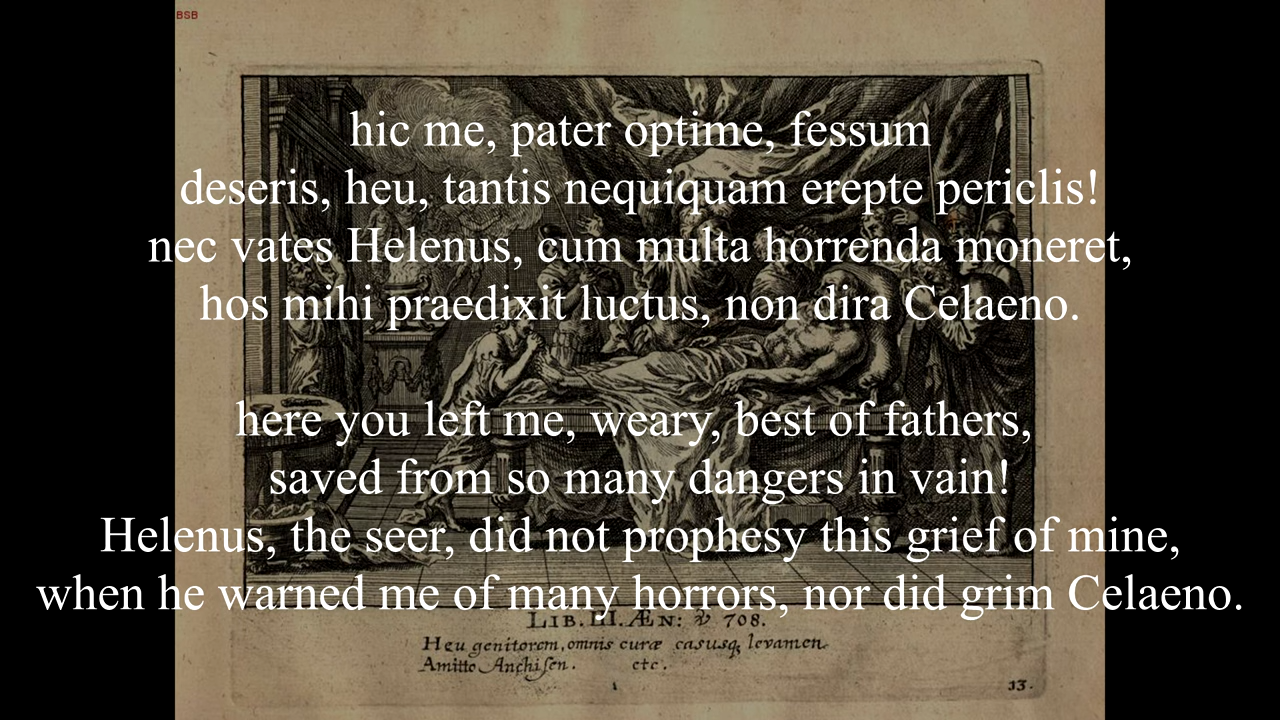 BSB
hic me, pater optime, fessum
deseris, heu, tantis nequiquam erepte periclis!
nec vates Helenus, cum multa horrenda moneret,
hos mihi praedixit luctus, non dira Celaeno.
here you left me, weary, best of fathers,
saved from so many dangers in vain!
Helenus, the seer, did not prophesy this grief of mine,
when he warned me of many horrors, nor did grim Celaeno.
LIB. III. ÆN: 708.
Heu genitorem, omnis curæ casusq; levamen
Amitto Anchisen. etc.
13.